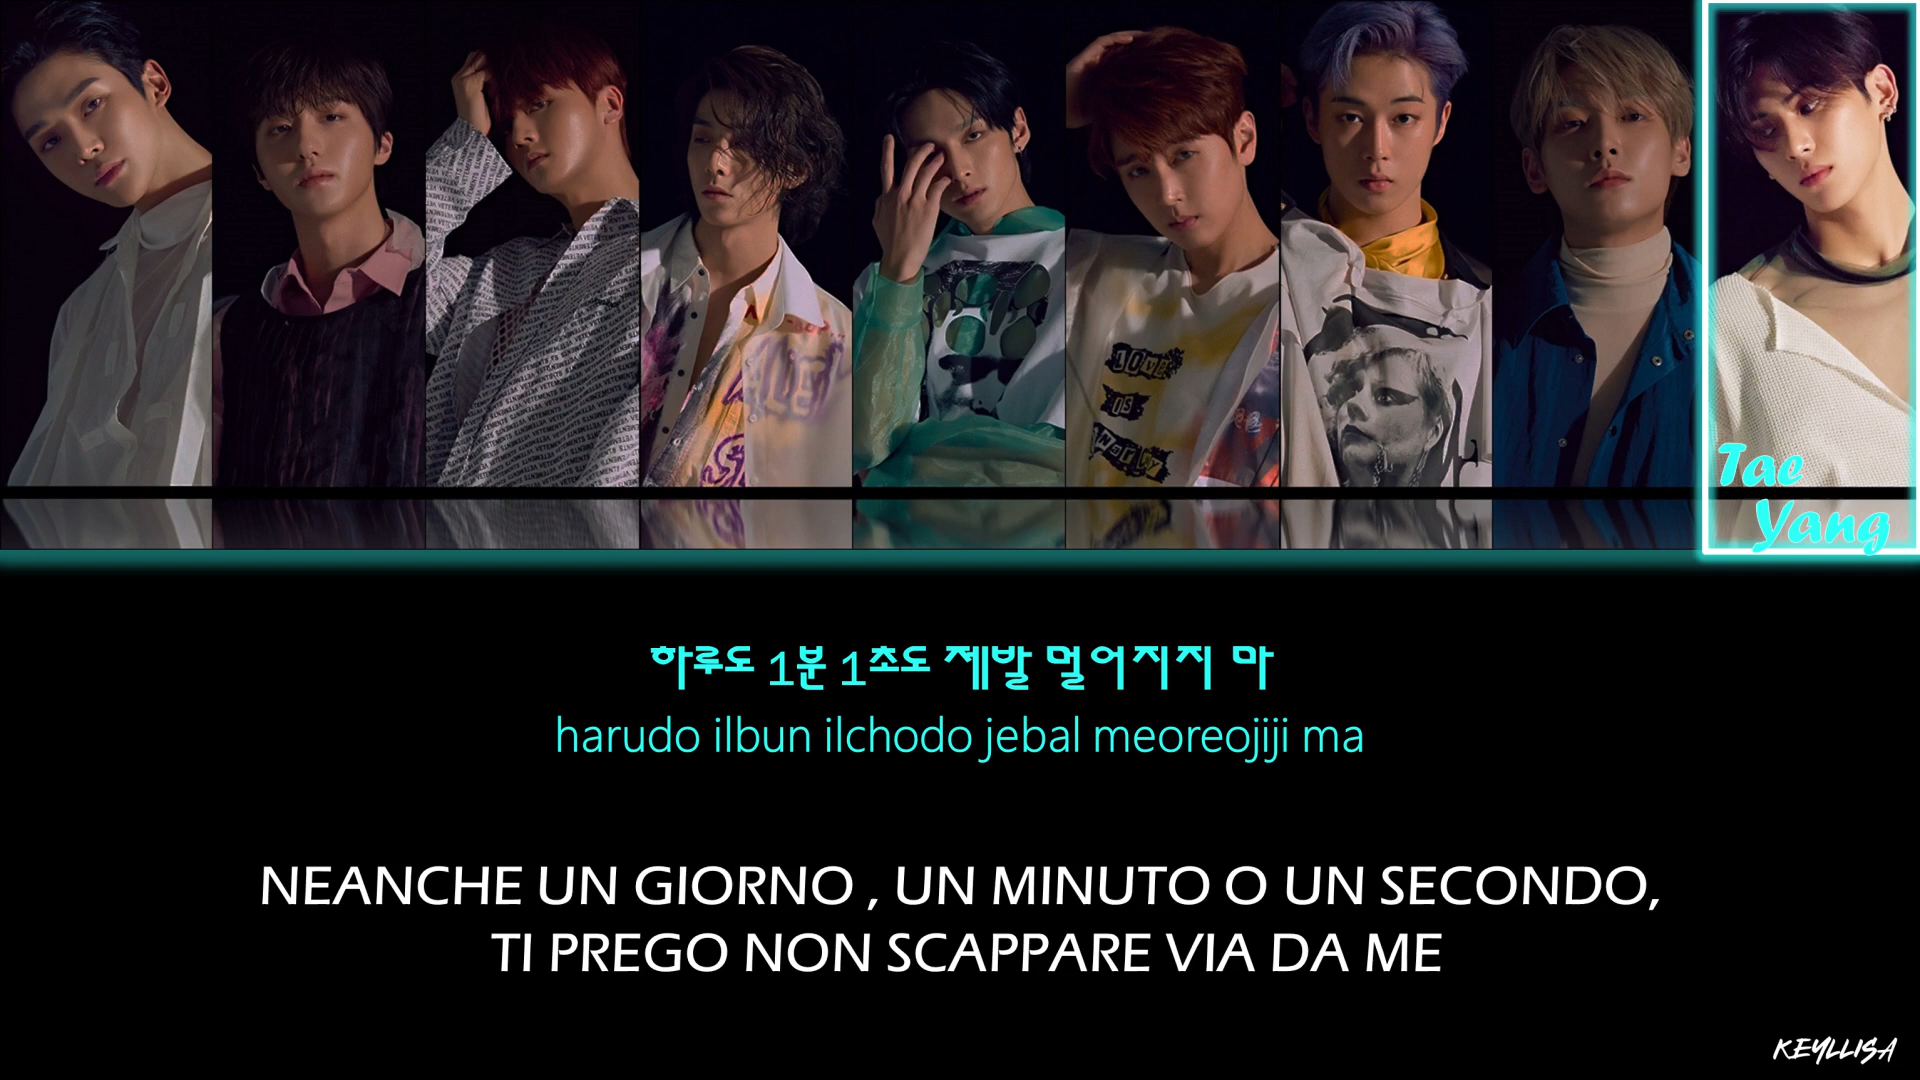 LOVE
IS
Tae
Yang
하루도 1분 1초도 제발 멀어지지 마
harudo ilbun ilchodo jebal meoreojiji ma
NEANCHE UN GIORNO , UN MINUTO O UN SECONDO,
TI PREGO NON SCAPPARE VIA DA ME
KEYLLISA